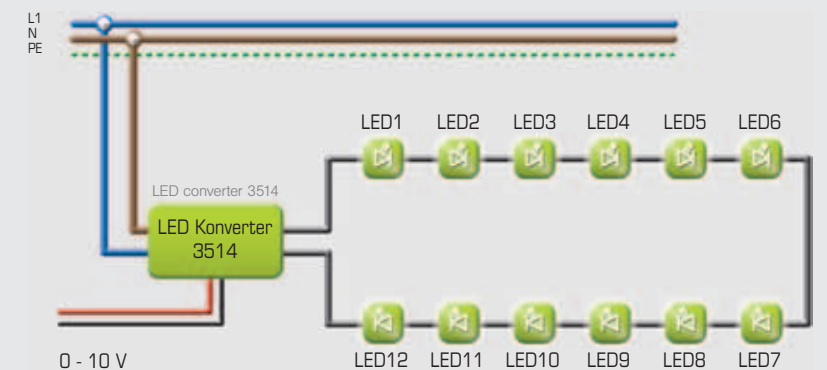 L1
N
PE
LED1 LED2 LED3 LED4 LED5 LED6
LED converter 3514
LED Konverter
3514
0 - 10 V
LED12 LED11 LED10 LED9 LED8 LED7